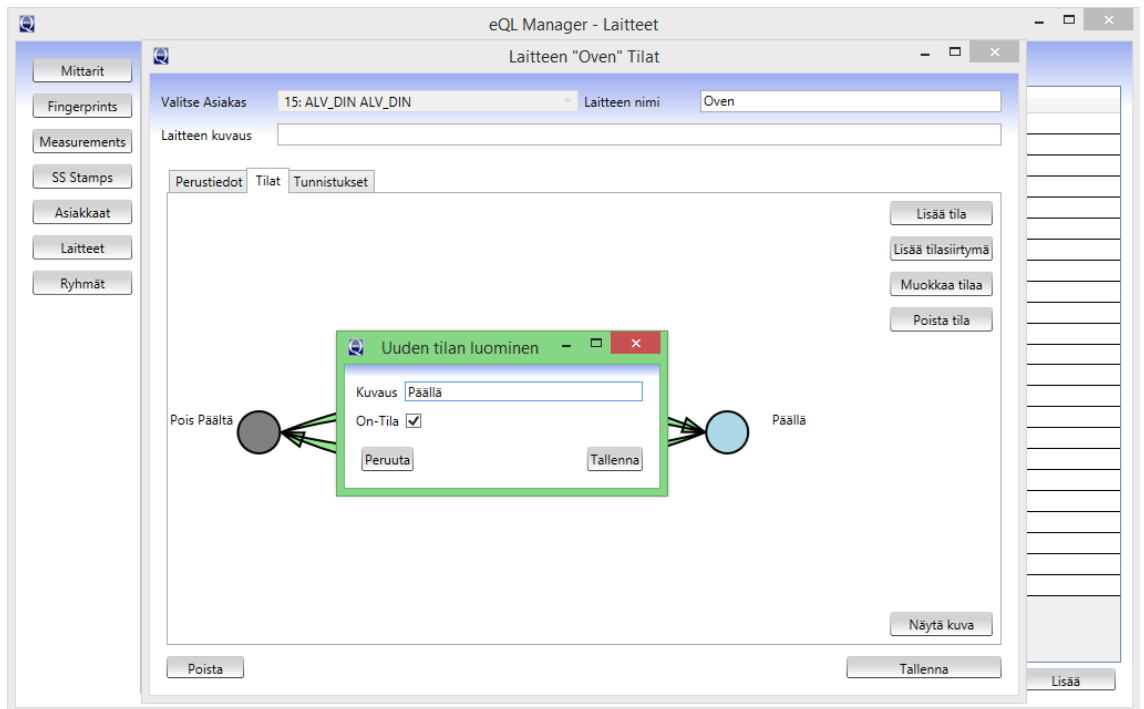 eQL Manager - Laitteet
Laitteen "Oven" Tilat
Mittarit
Fingerprints
Measurements
SS Stamps
Asiakkaat
Laitteet
Ryhmät
Valitse Asiakas 15: ALV_DIN ALV_DIN Laitteen nimi Oven
Laitteen kuvaus
Perustiedot Tilat Tunnistukset
Lisää tila
Lisää tilasiirtymä
Muokkaa tilaa
Poista tila
Uuden tilan luominen
Kuvaus Päällä
On-Tila
Peruuta Tallenna
Pois Päältä
Päällä
Näytä kuva
Poista Tallenna
Lisää